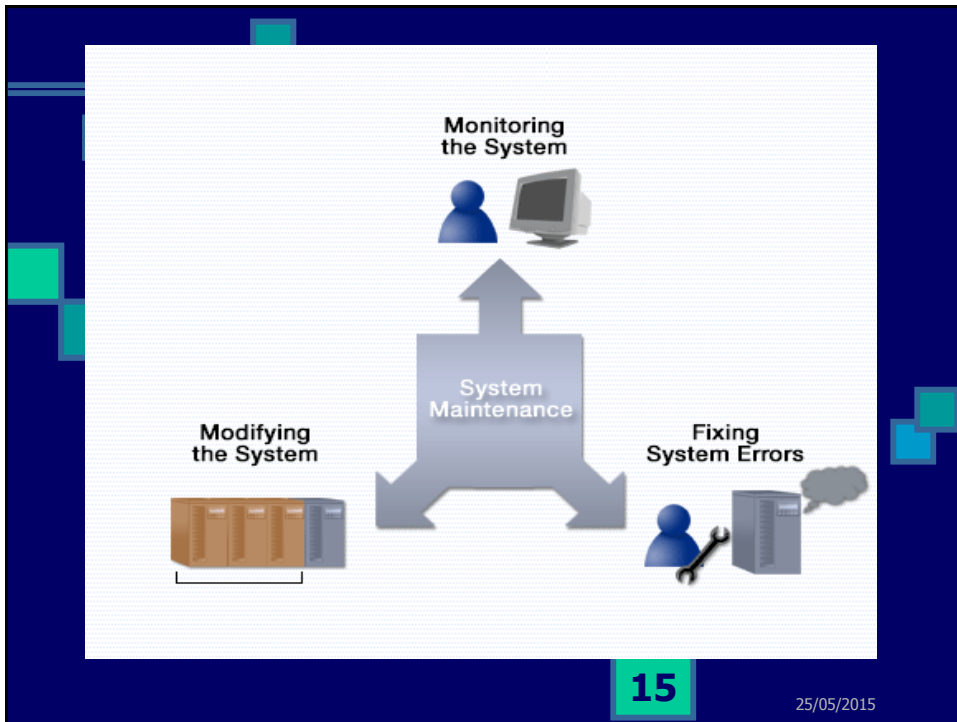 Monitoring
the System
System
Maintenance
Modifying
the System
Fixing
System Errors
15
25/05/2015